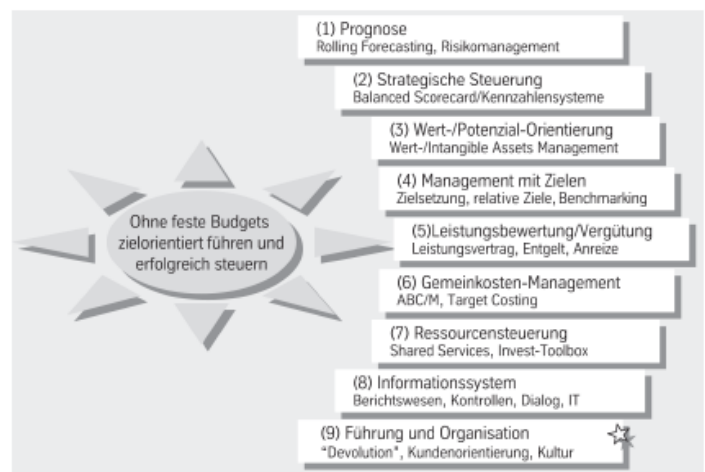 (1) Prognose
Rolling Forecasting, Risikomanagement
(2) Strategische Steuerung
Balanced Scorecard/Kennzahlensysteme
(3) Wert-/Potenzial-Orientierung
Wert-/Intangible Assets Management
(4) Management mit Zielen
Zielsetzung, relative Ziele, Benchmarking
Ohne feste Budgets
zielorientiert führen und
erfolgreich steuern
(5)Leistungsbewertung/Vergütung
Leistungsvertrag, Entgelt, Anreize
(6) Gemeinkosten-Management
ABC/M, Target Costing
(7) Ressourcensteuerung
Shared Services, Invest-Toolbox
(8) Informationssystem
Berichtswesen, Kontrollen, Dialog, IT
(9) Führung und Organisation
"Devolution", Kundenorientierung, Kultur